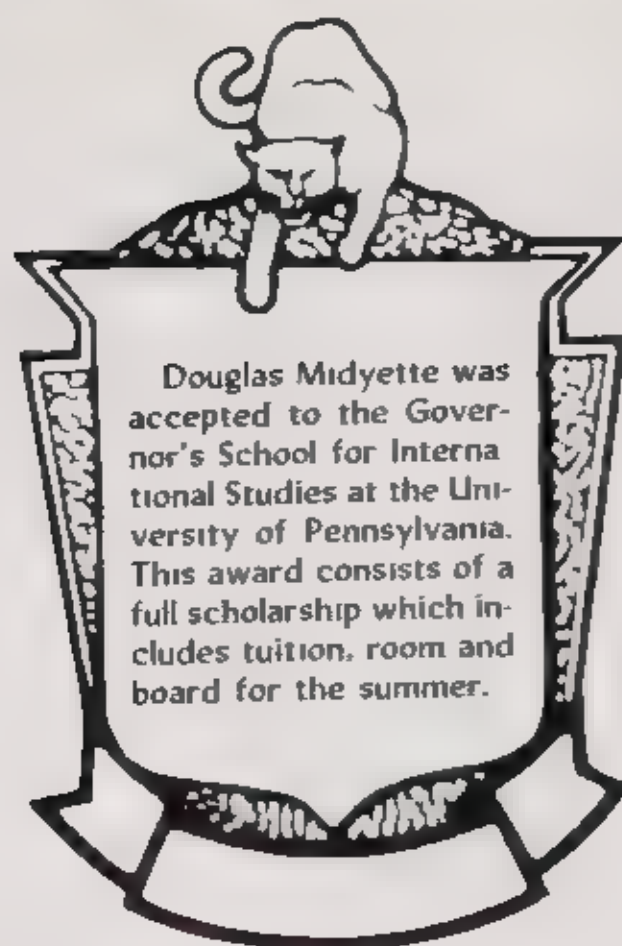 Douglas Midyette was
accepted to the Gover-
nor's School for Interna
tional Studies at the Uni-
versity of Pennsylvania.
This award consists of a
full scholarship which in-
cludes tuition, room and
board for the summer.